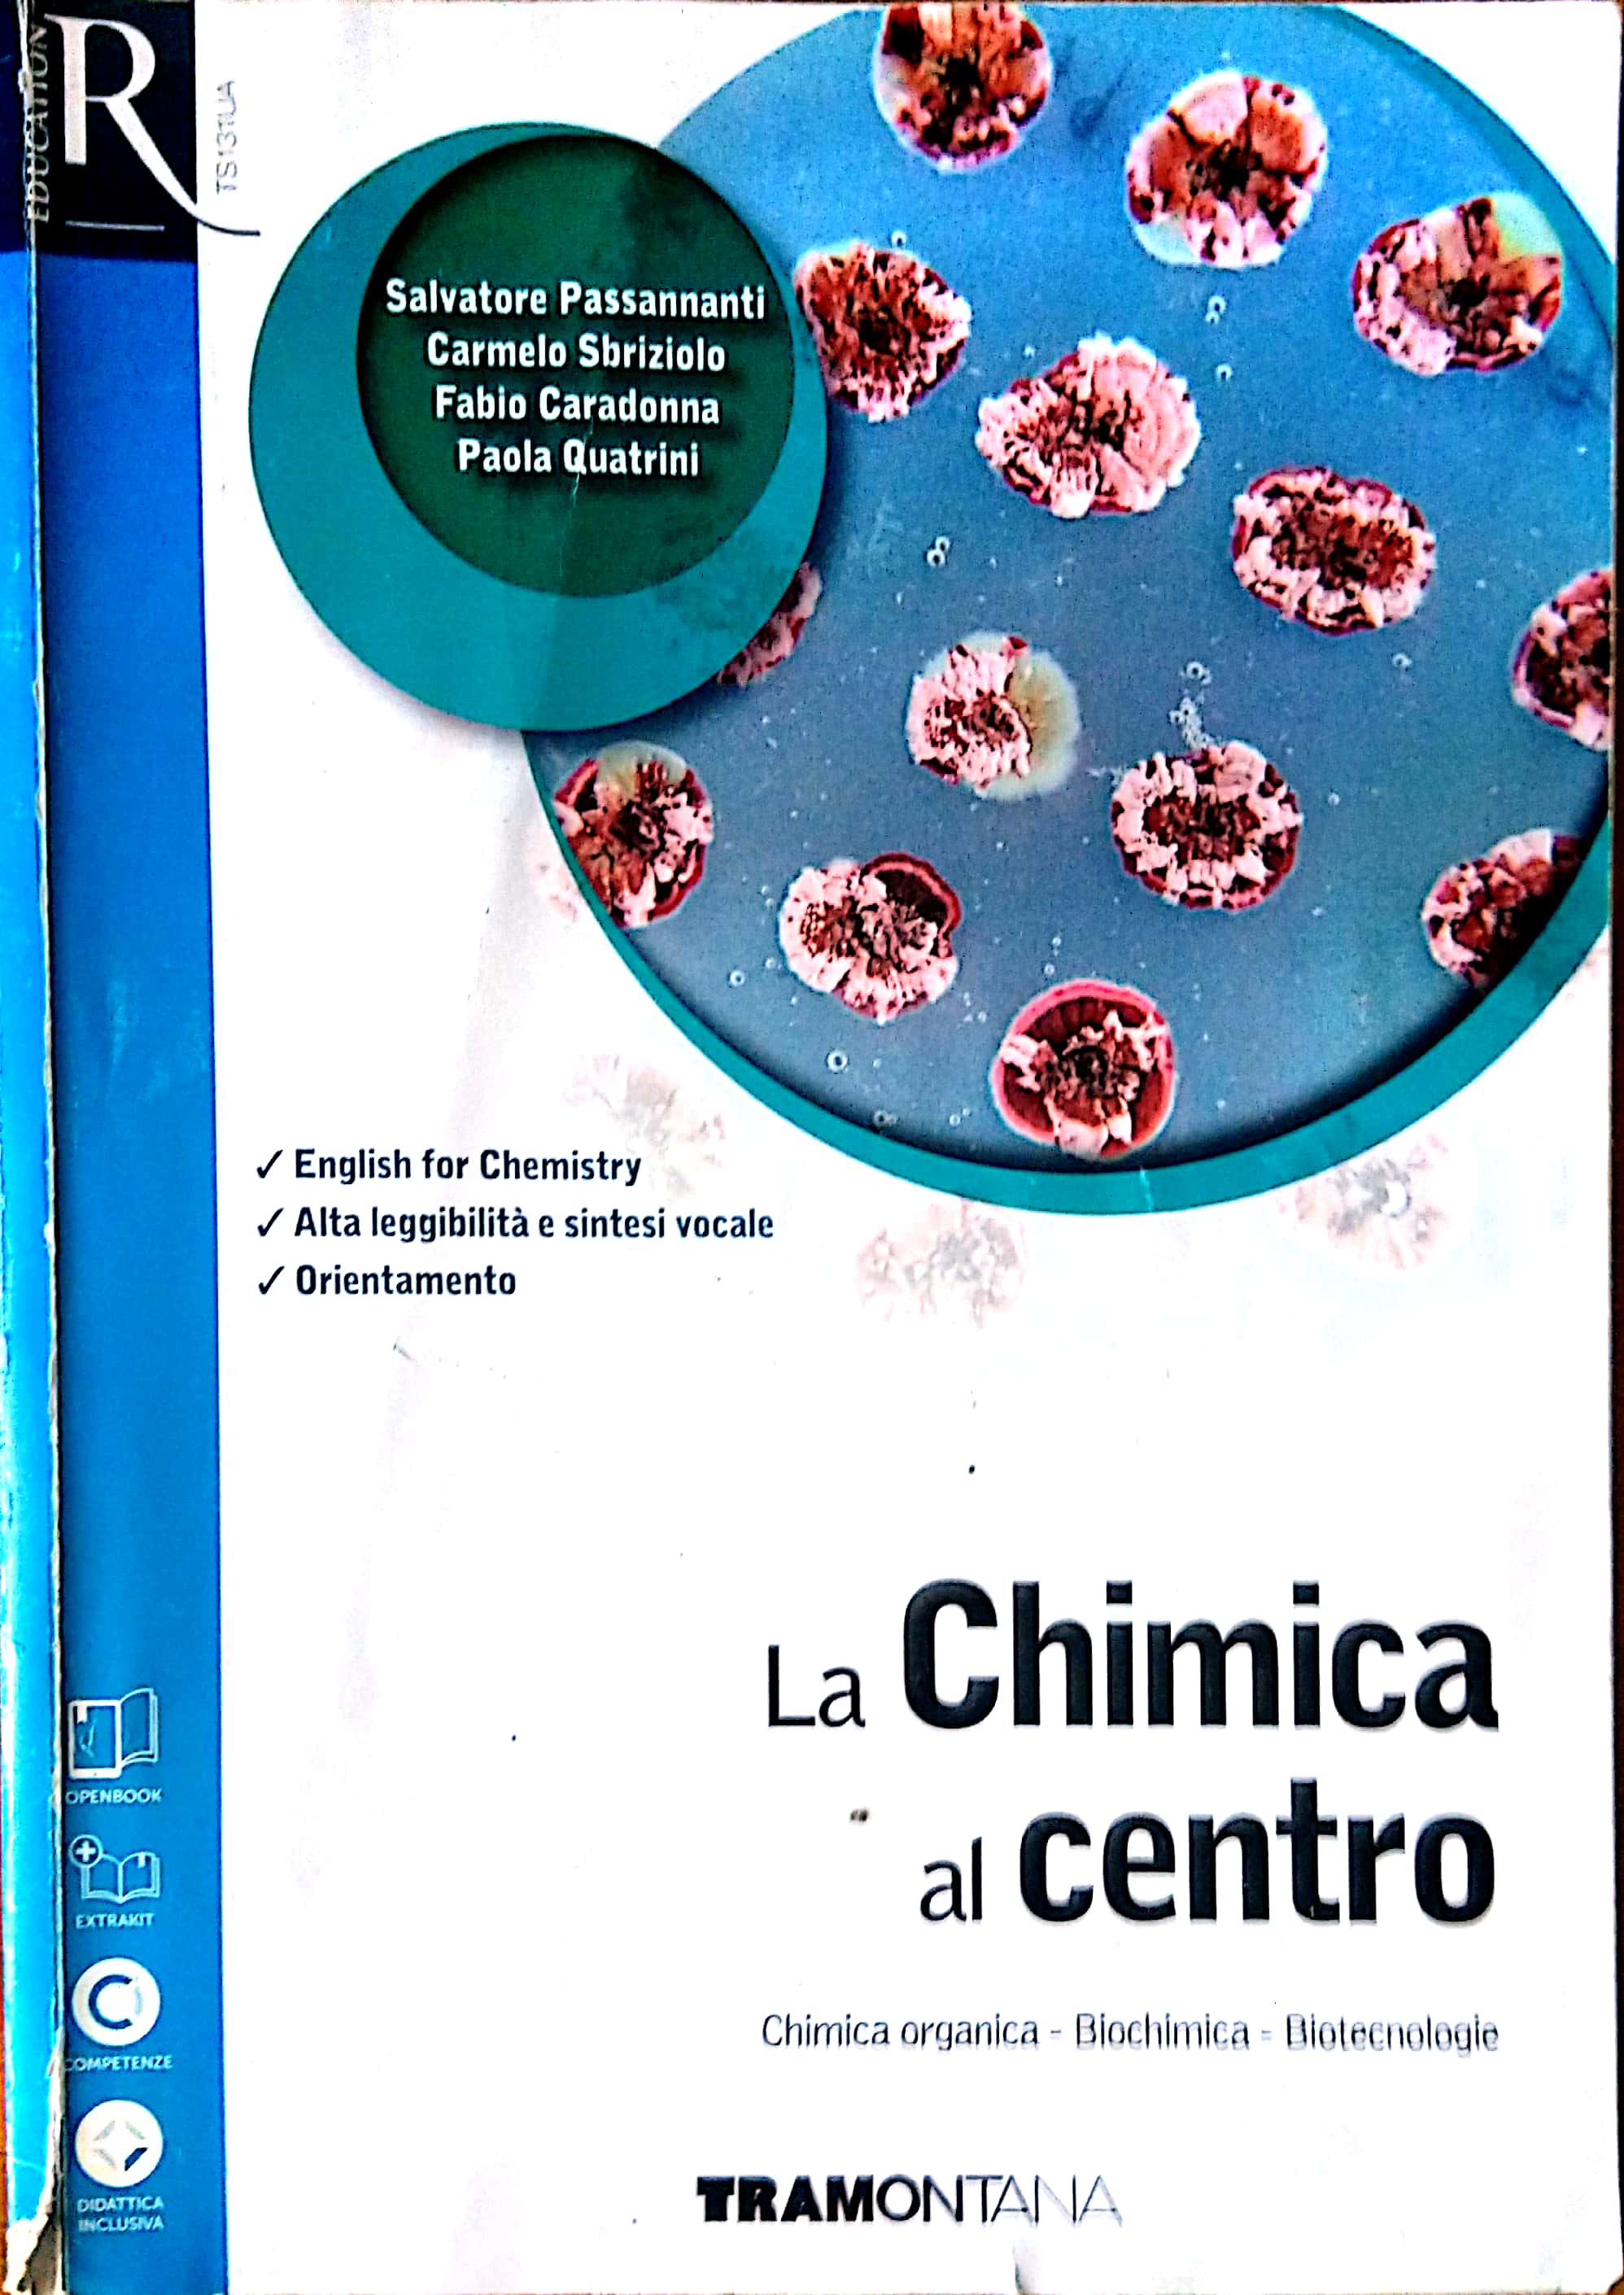 EDUCATION
R
TS1311UA
Salvatore Passannanti
Carmelo Sbriziolo
Fabio Caradonna
Paola Quatrini
✓ English for Chemistry
✓ Alta leggibilità e sintesi vocale
✓ Orientamento
La Chimica
al centro
Chimica organica - Biochimica - Biotecnologie
OPENBOOK
EXTRAKIT
COMPETENZE
DIDATTICA
INCLUSIVA
TRAMONTANA